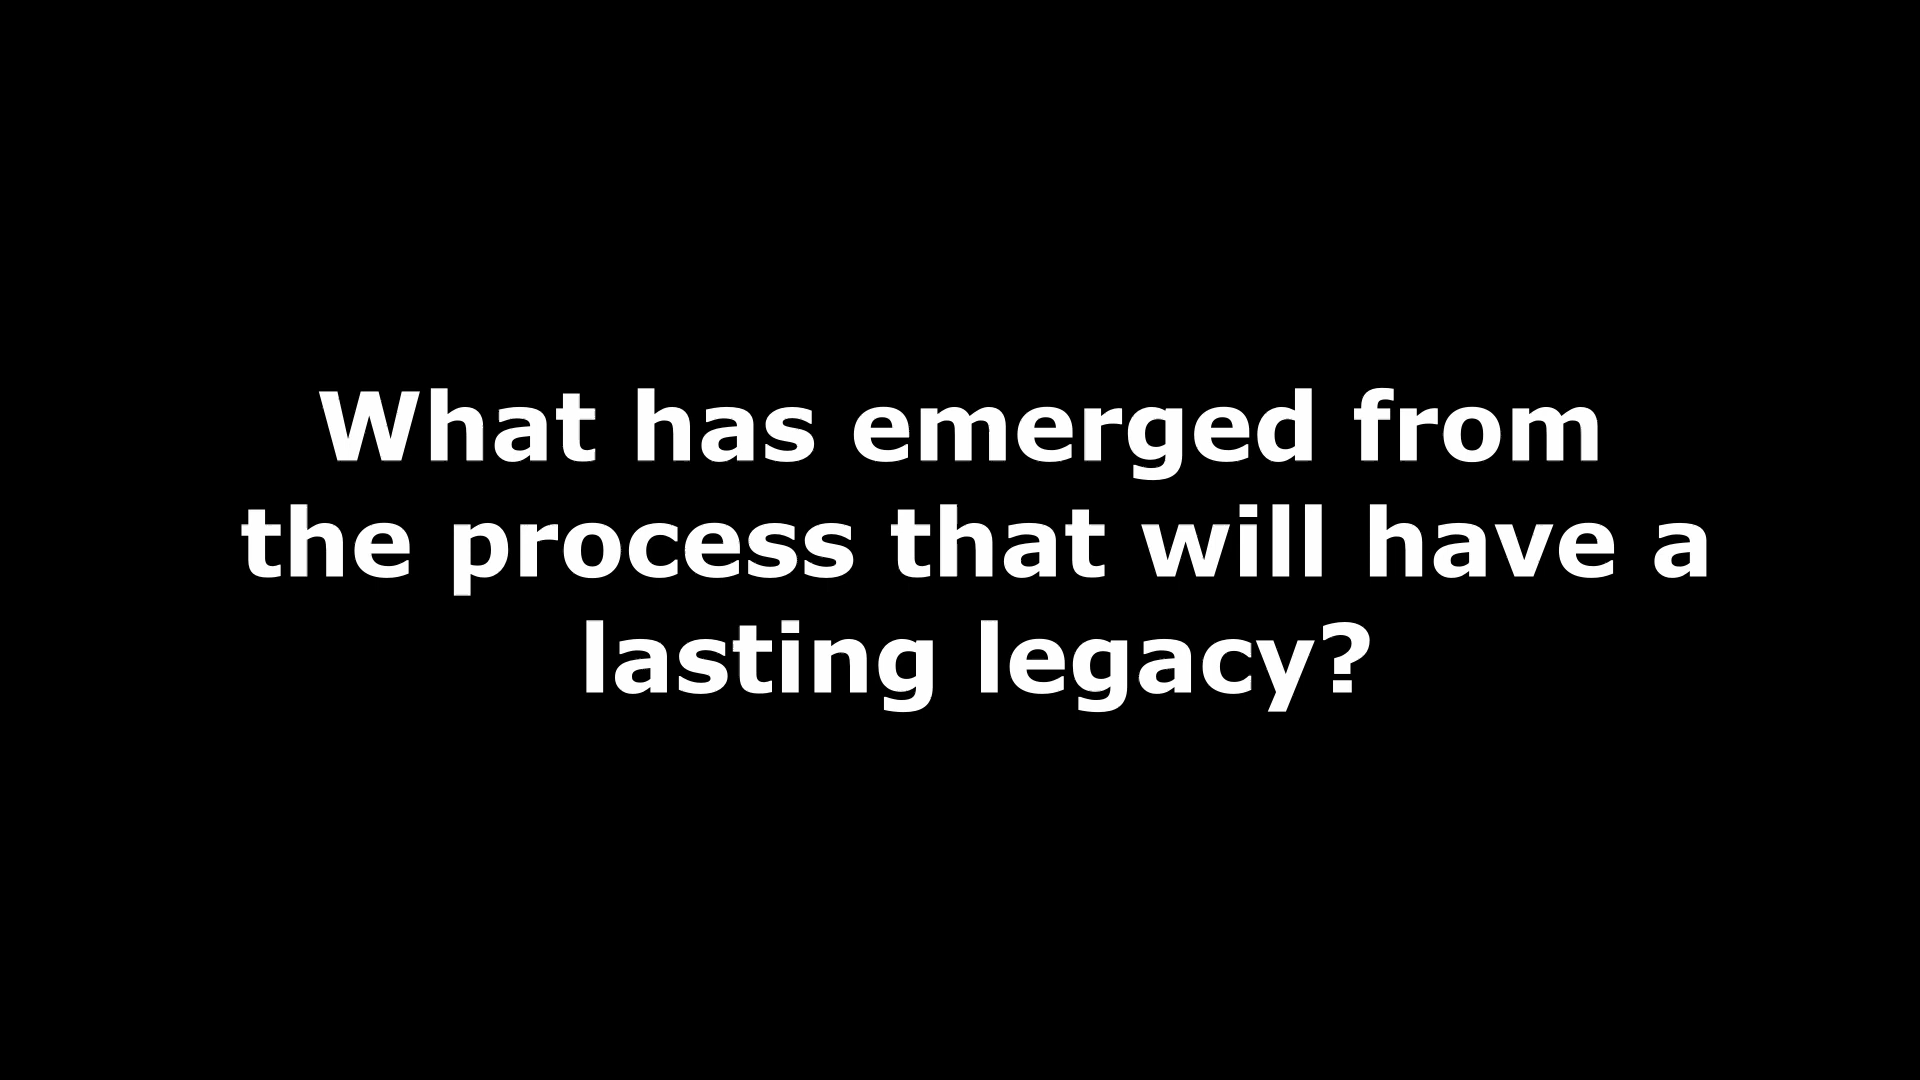 What has emerged from
the process that will have a
lasting legacy?